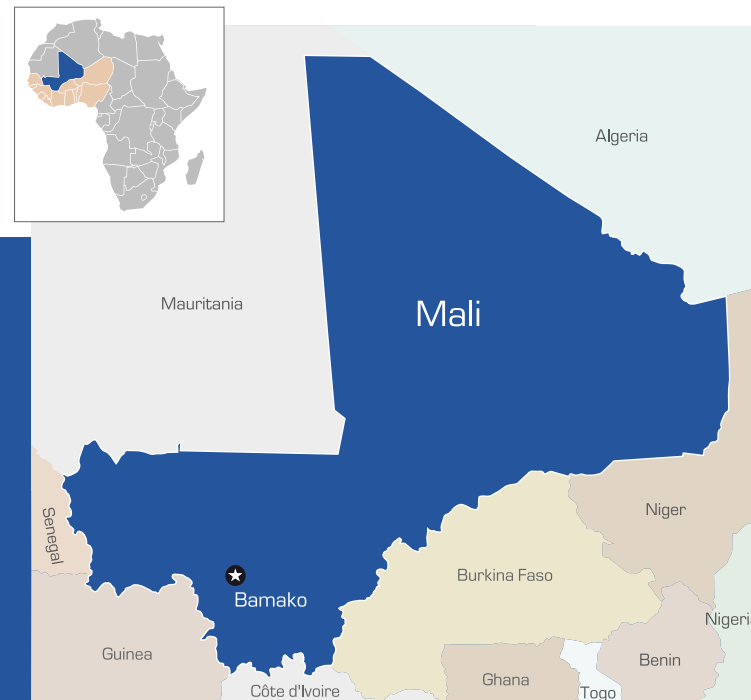 Algeria
Mauritania
Mali
Niger
Senegal
Burkina Faso
Bamako
Nigeria
Guinea
Benin
Ghana
Côte d'Ivoire
Togo